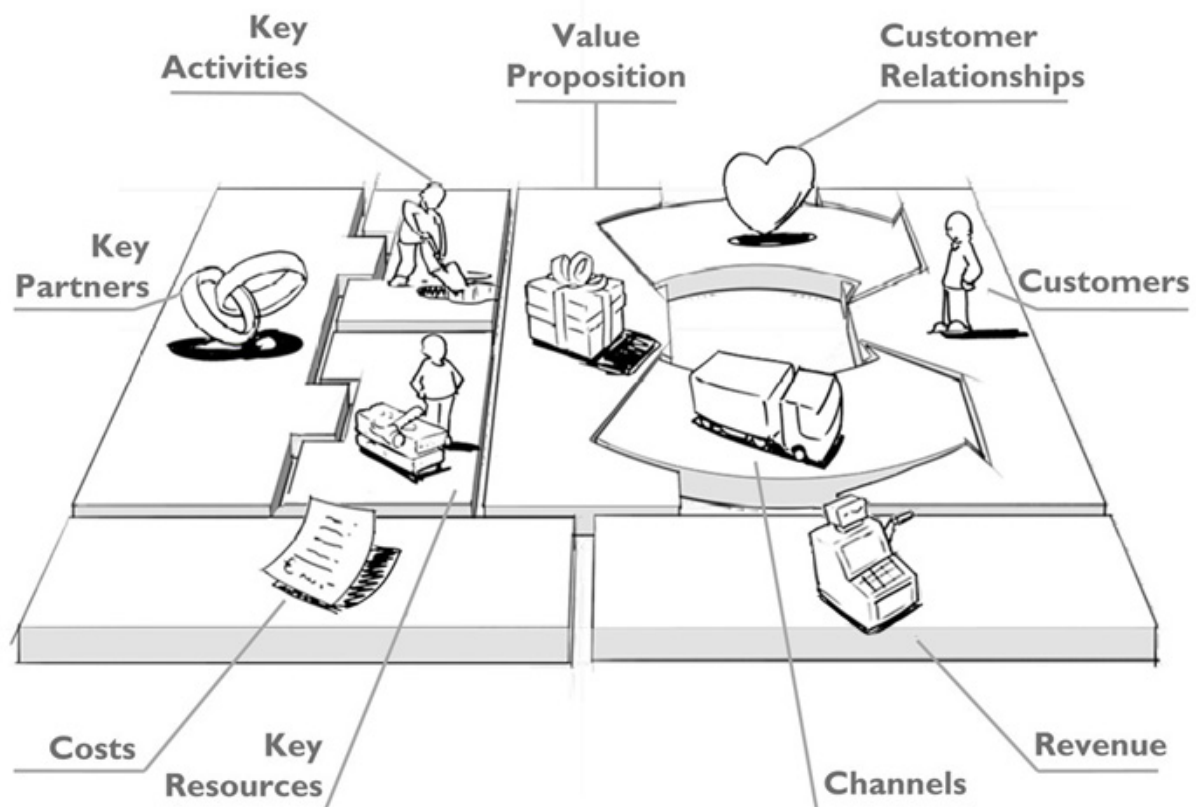 Key
Activities
Value
Proposition
Customer
Relationships
Key
Partners
Customers
Costs
Key
Resources
Channels
Revenue